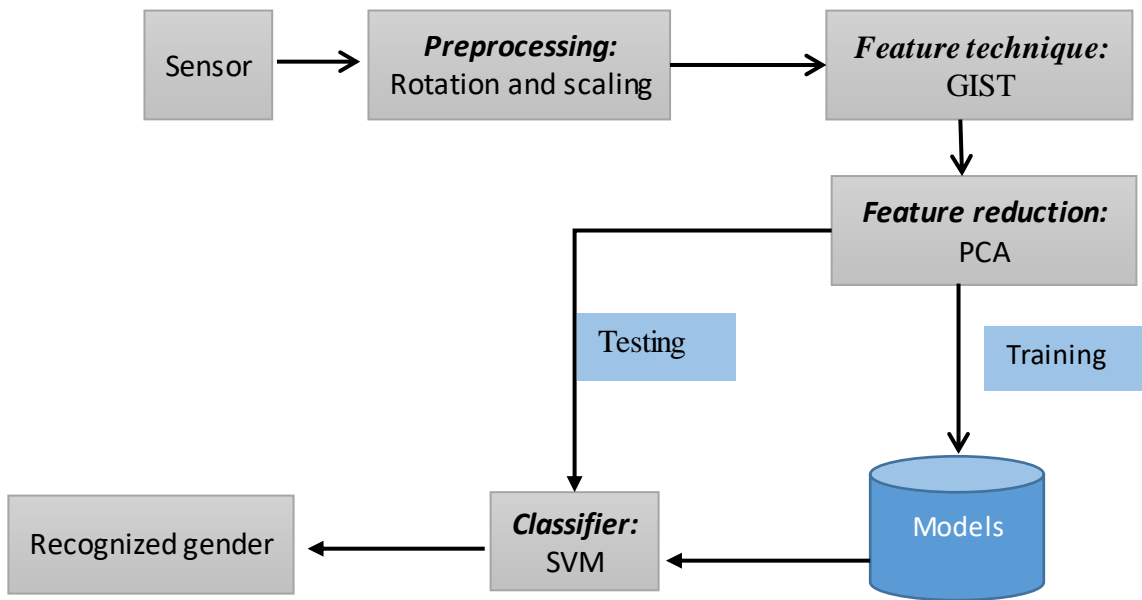 Sensor
Preprocessing:
Rotation and scaling
Feature technique:
GIST
Feature reduction:
PCA
Testing
Training
Models
Classifier:
SVM
Recognized gender